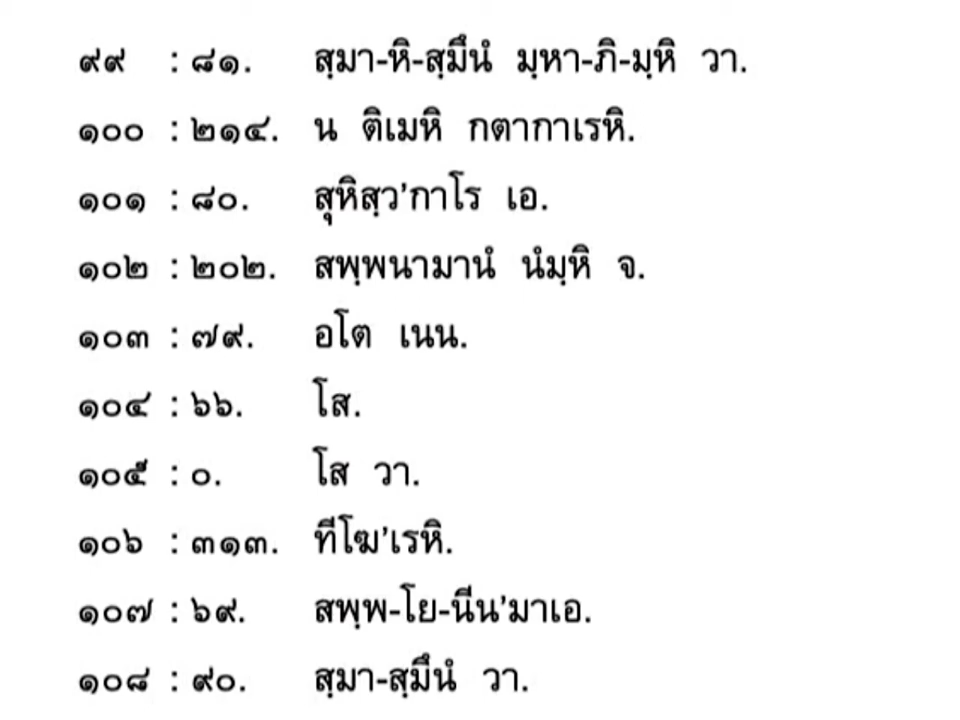 ๙๙ : ๘๑. สฺมา-หิ-สฺมึนํ มฺหา-ภิ-มฺหิ วา.
๑๐๐ : ๒๑๔. น ติเมหิ กตากาเรหิ.
๑๐๑ : ๘๐. สุหิสฺว'กาโร เอ.
๑๐๒ : ๒๐๒. สพฺพนามานํ นํมฺหิ จ.
๑๐๓ : ๗๙. อโต เนน.
๑๐๔ : ๖๖. โส.
๑๐๕ : ๐. โส วา.
๑๐๖ : ๓๑๓. ทีโฆ'เรหิ.
๑๐๗ : ๖๙. สพฺพ-โย-นีน'มาเอ.
๑๐๘ : ๙๐. สฺมา-สฺมึนํ วา.